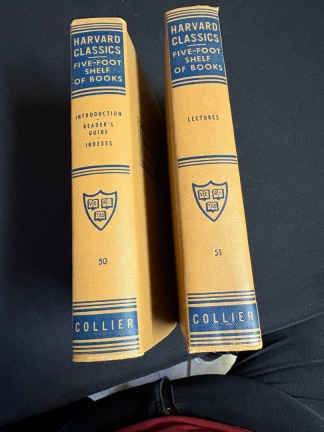 HARVARD
CLASSICS
FIVE-FOOT
SHELF
OF BOOKS
INTRODUCTION
READER'S
GUIDE
INDEXES
50
COLLIER
HARVARD
CLASSICS
FIVE-FOOT
SHELF
OF BOOKS
LECTURES
51
COLLIER